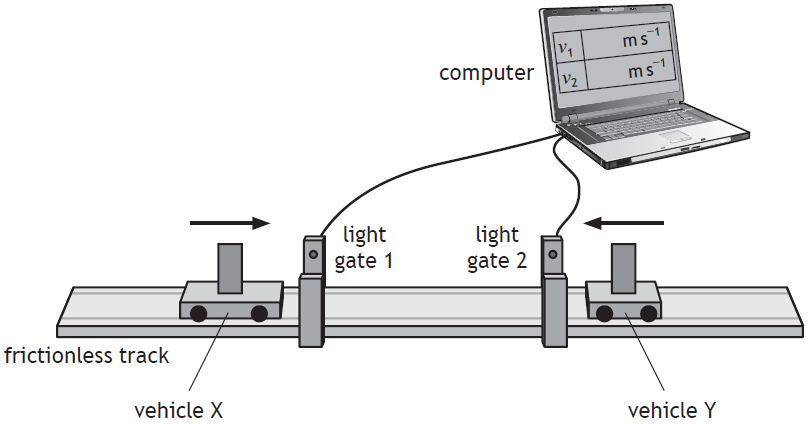 computer
v₁ m s⁻¹
v₂ m s⁻¹
light
gate 1
light
gate 2
frictionless track
vehicle X
vehicle Y